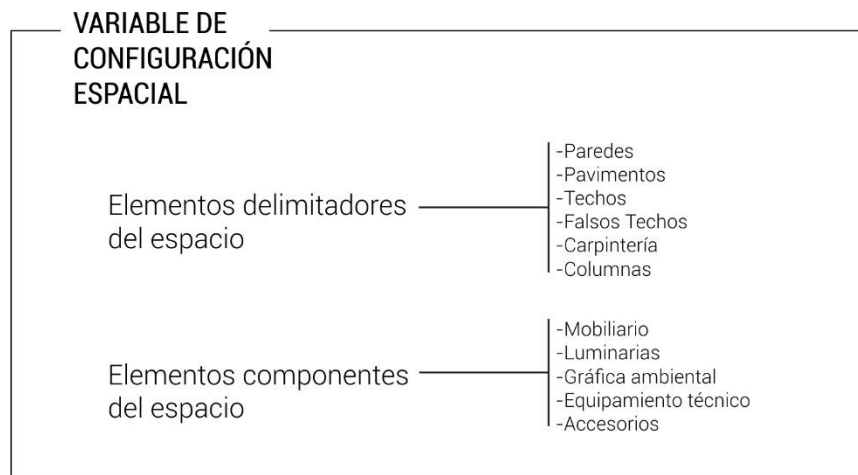 VARIABLE DE
CONFIGURACIÓN
ESPACIAL
Elementos delimitadores
del espacio
-Paredes
-Pavimentos
-Techos
-Falsos Techos
-Carpintería
-Columnas
Elementos componentes
del espacio
-Mobiliario
-Luminarias
-Gráfica ambiental
-Equipamiento técnico
-Accesorios